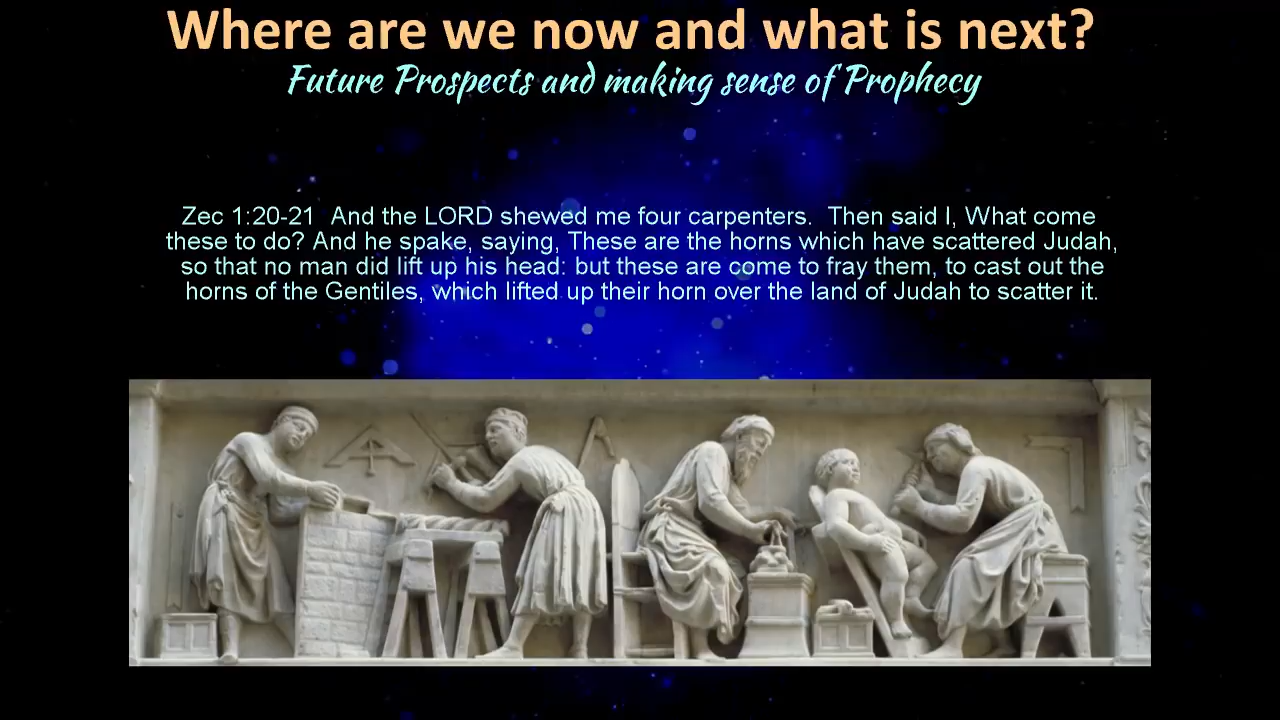 Where are we now and what is next?
Future Prospects and making sense of Prophecy
Zec 1:20-21  And the LORD shewed me four carpenters.  Then said I, What come
these to do? And he spake, saying, These are the horns which have scattered Judah,
so that no man did lift up his head: but these are come to fray them, to cast out the
horns of the Gentiles, which lifted up their horn over the land of Judah to scatter it.